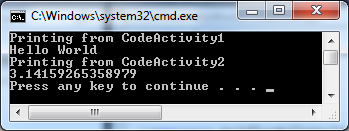 C:\Windows\system32\cmd.exe
Printing from CodeActivity1
Hello World
Printing from CodeActivity2
3.14159265358979
Press any key to continue . . .